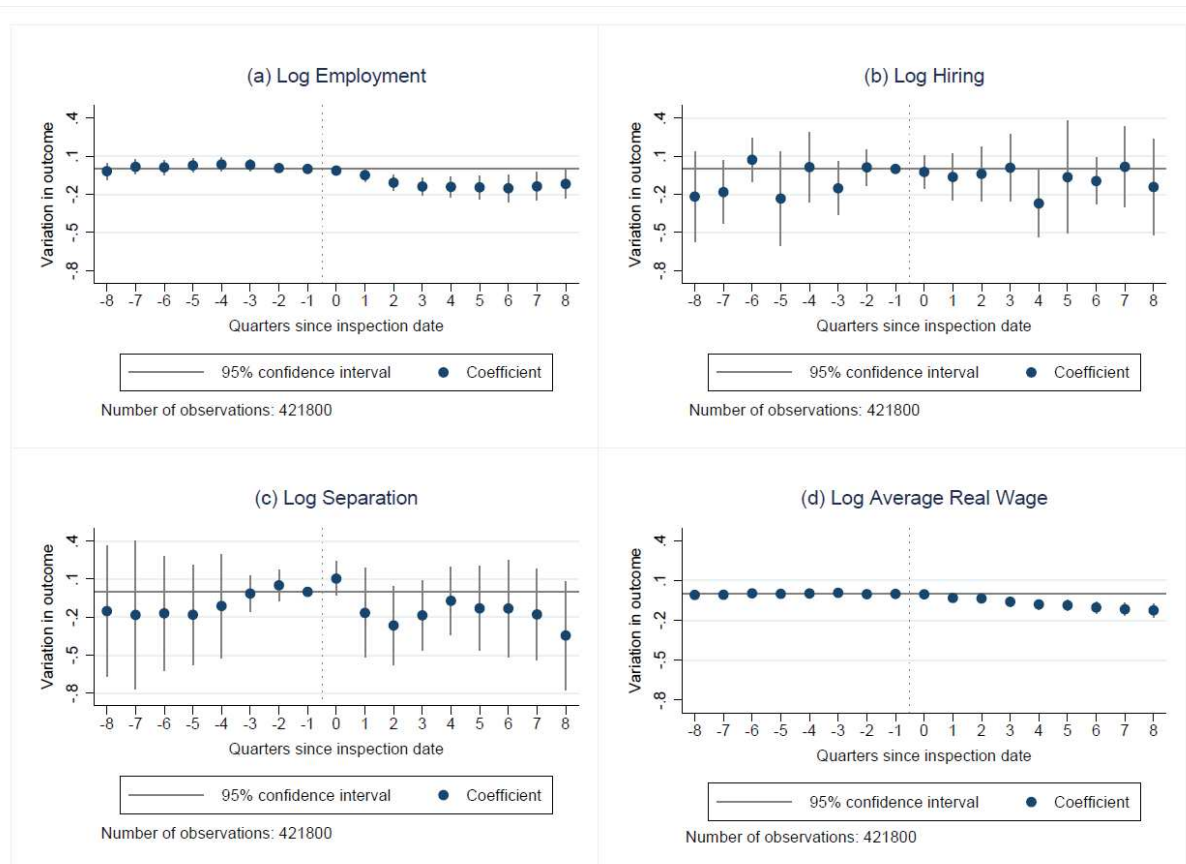 (a) Log Employment
Variation in outcome
.4
.1
-.2
-.5
-.8
-8 -7 -6 -5 -4 -3 -2 -1 0 1 2 3 4 5 6 7 8
Quarters since inspection date
95% confidence interval Coefficient
Number of observations: 421800
(b) Log Hiring
Variation in outcome
.4
.1
-.2
-.5
-.8
-8 -7 -6 -5 -4 -3 -2 -1 0 1 2 3 4 5 6 7 8
Quarters since inspection date
95% confidence interval Coefficient
Number of observations: 421800
(c) Log Separation
Variation in outcome
.4
.1
-.2
-.5
-.8
-8 -7 -6 -5 -4 -3 -2 -1 0 1 2 3 4 5 6 7 8
Quarters since inspection date
95% confidence interval Coefficient
Number of observations: 421800
(d) Log Average Real Wage
Variation in outcome
.4
.1
-.2
-.5
-.8
-8 -7 -6 -5 -4 -3 -2 -1 0 1 2 3 4 5 6 7 8
Quarters since inspection date
95% confidence interval Coefficient
Number of observations: 421800